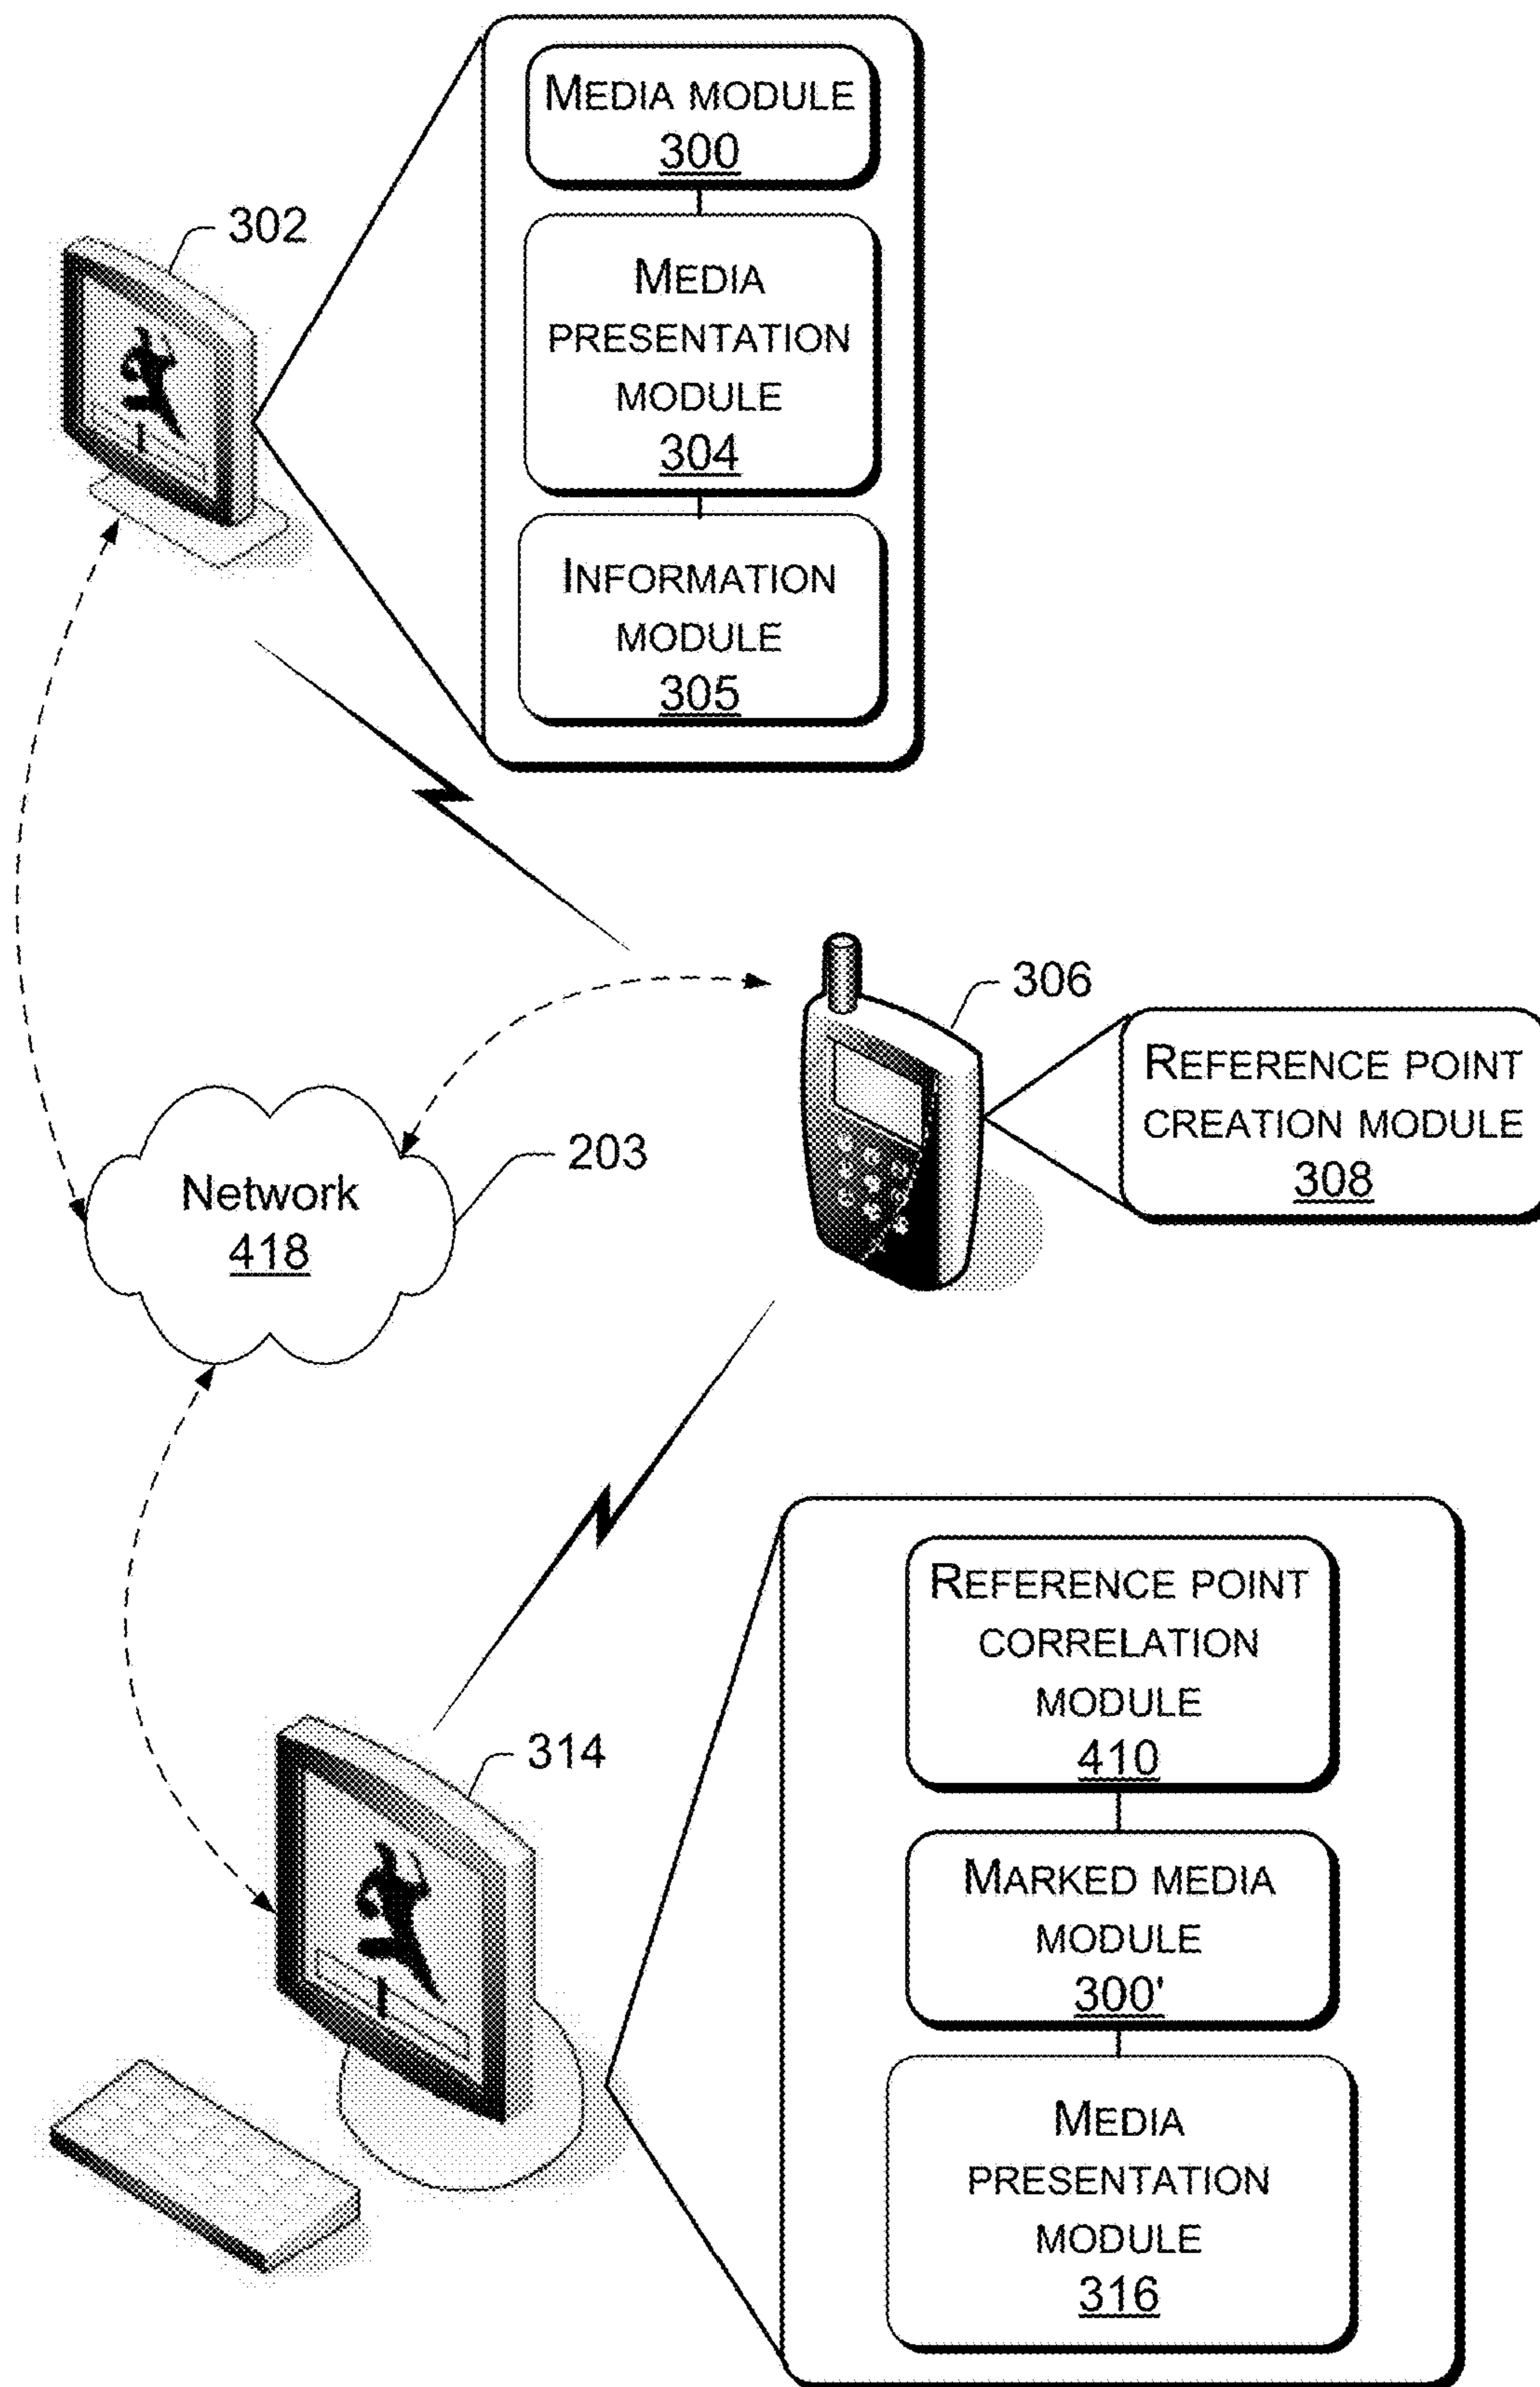 MEDIA MODULE
300
302
MEDIA
PRESENTATION
MODULE
304
INFORMATION
MODULE
305
306
REFERENCE POINT
CREATION MODULE
308
203
Network
418
REFERENCE POINT
CORRELATION
MODULE
410
314
MARKED MEDIA
MODULE
300'
MEDIA
PRESENTATION
MODULE
316